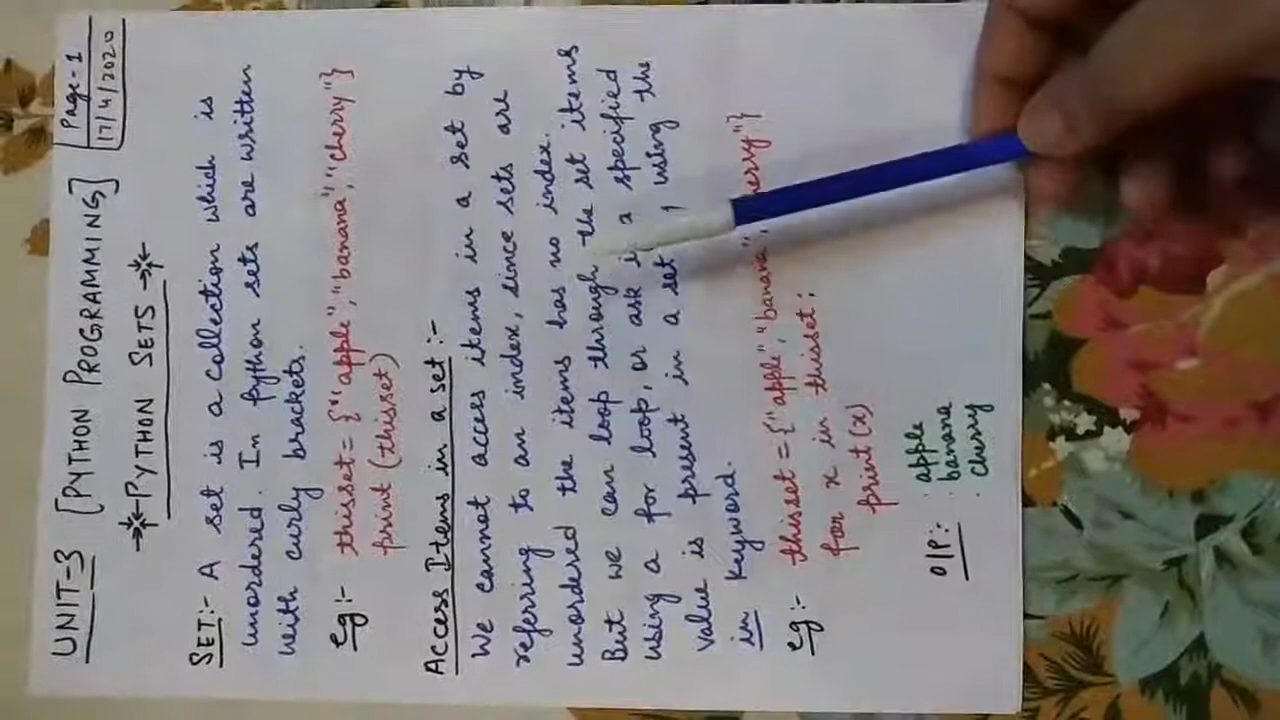 UNIT-3 [PYTHON PROGRAMMING]
Page-1
17/4/2020
PYTHON SETS
SET:- A set is a collection which is
unordered. In Python sets are written
with curly brackets.
eg:- thisset = {"apple", "banana", "cherry"}
print (thisset)
Access Items in a set:-
We cannot access items in a set by
referring to an index, since sets are
unordered the items has no index.
But we can loop through the set items
using a for loop, or ask a specified
value is present in a set using the
in keyword.
eg:- thisset = {"apple", "banana", erry"}
for x in thisset:
print (x)
O/P:- apple
banane
cherry